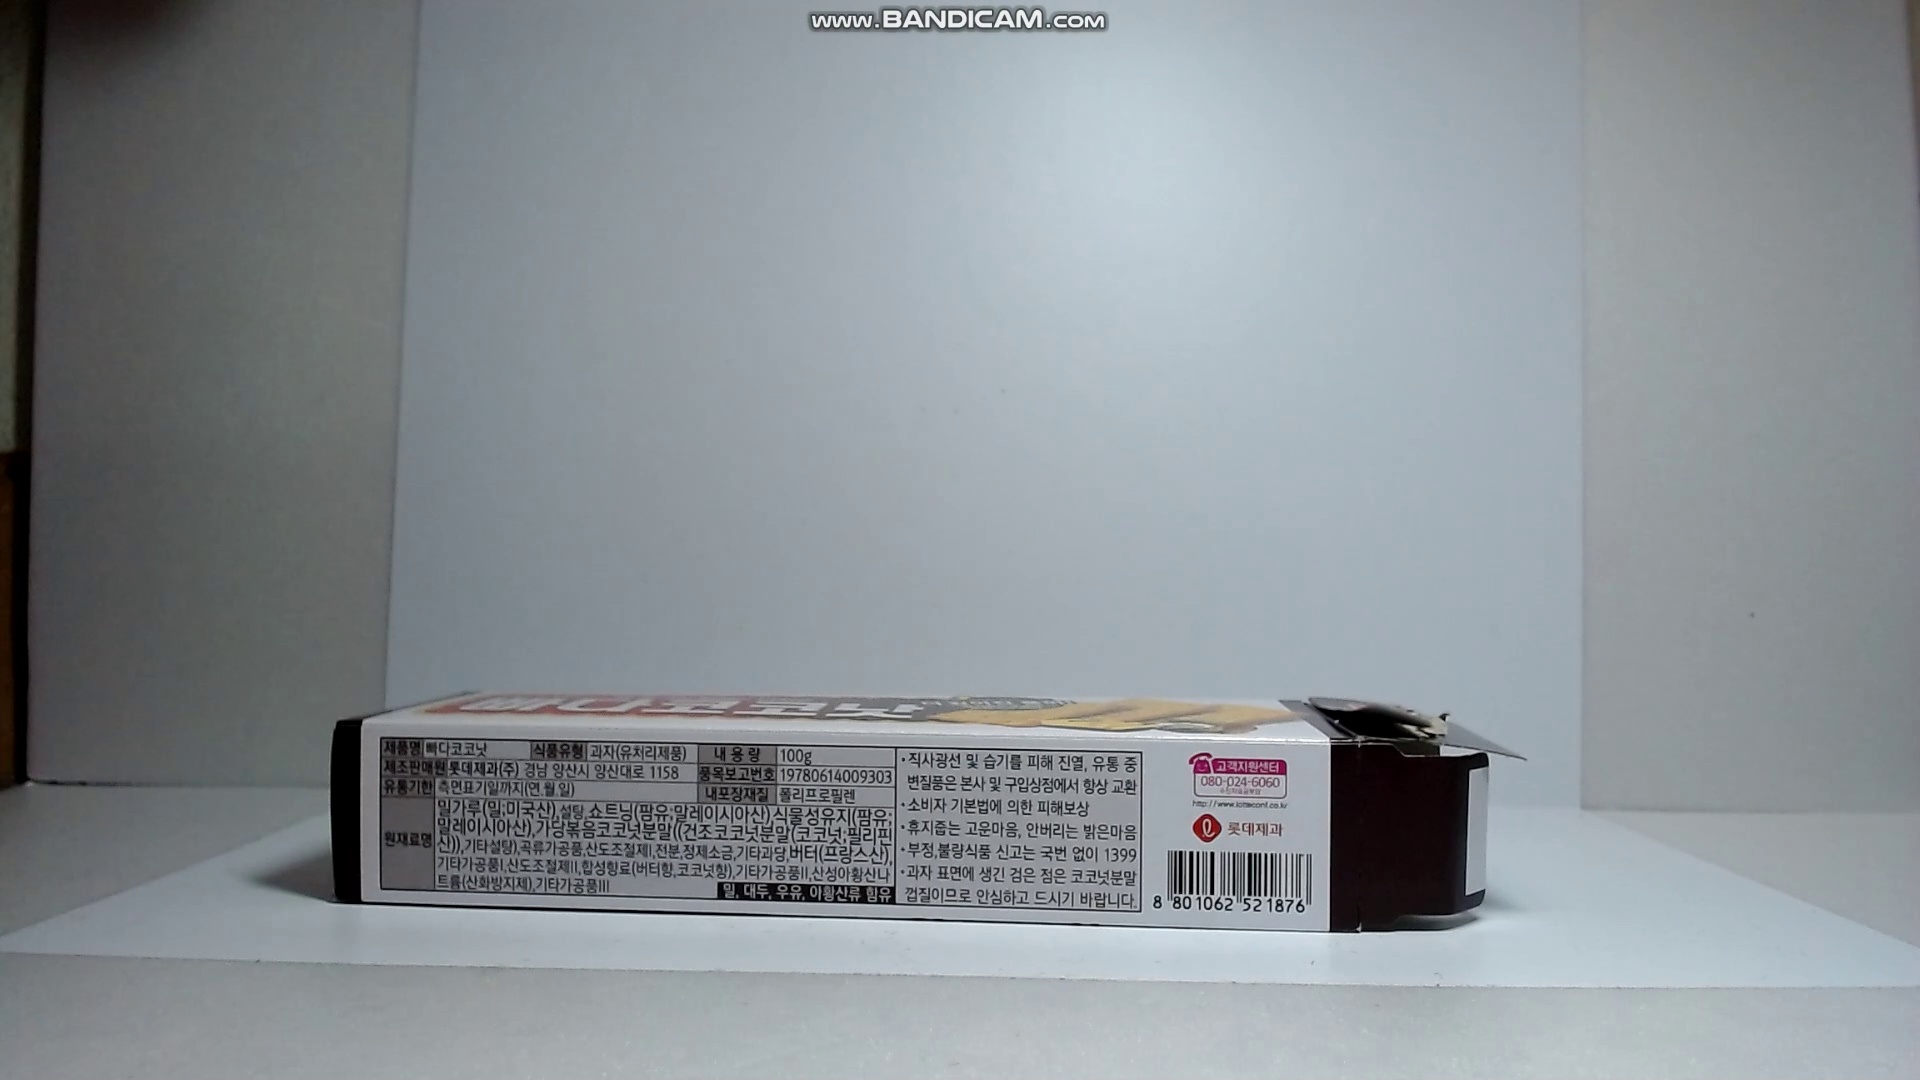 www.BANDICAM.com
빠다코코낫
제품명 빠다코코낫 식품유형 과자(유처리제품) 내 용 량 100g
제조판매원 롯데제과(주) 경남 양산시 양산대로 1158 품목보고번호 19780614009303
유통기한 측면표기일까지(연.월.일) 내포장재질 폴리프로필렌
원재료명
밀가루(밀:미국산),설탕,쇼트닝(팜유;말레이시아산),식물성유지(팜유;
말레이시아산),가당볶음코코넛분말((건조코코넛분말(코코넛;필리핀
산)),기타설탕,곡류가공품,산도조절제I,전분,정제소금,기타과당,버터(프랑스산),
기타가공품I,산도조절제II,합성향료(버터향,코코넛향),기타가공품II,산성아황산나
트륨(산화방지제),기타가공품III
밀, 대두, 우유, 아황산류 함유
·직사광선 및 습기를 피해 진열, 유통 중
변질품은 본사 및 구입상점에서 항상 교환
·소비자 기본법에 의한 피해보상
·휴지줍는 고운마음, 안버리는 밝은마음
·부정,불량식품 신고는 국번 없이 1399
·과자 표면에 생긴 검은 점은 코코넛분말
껍질이므로 안심하고 드시기 바랍니다.
고객지원센터
080-024-6060
수신자요금부담
http://www.lotteconf.co.kr
롯데제과
8 801062 521876